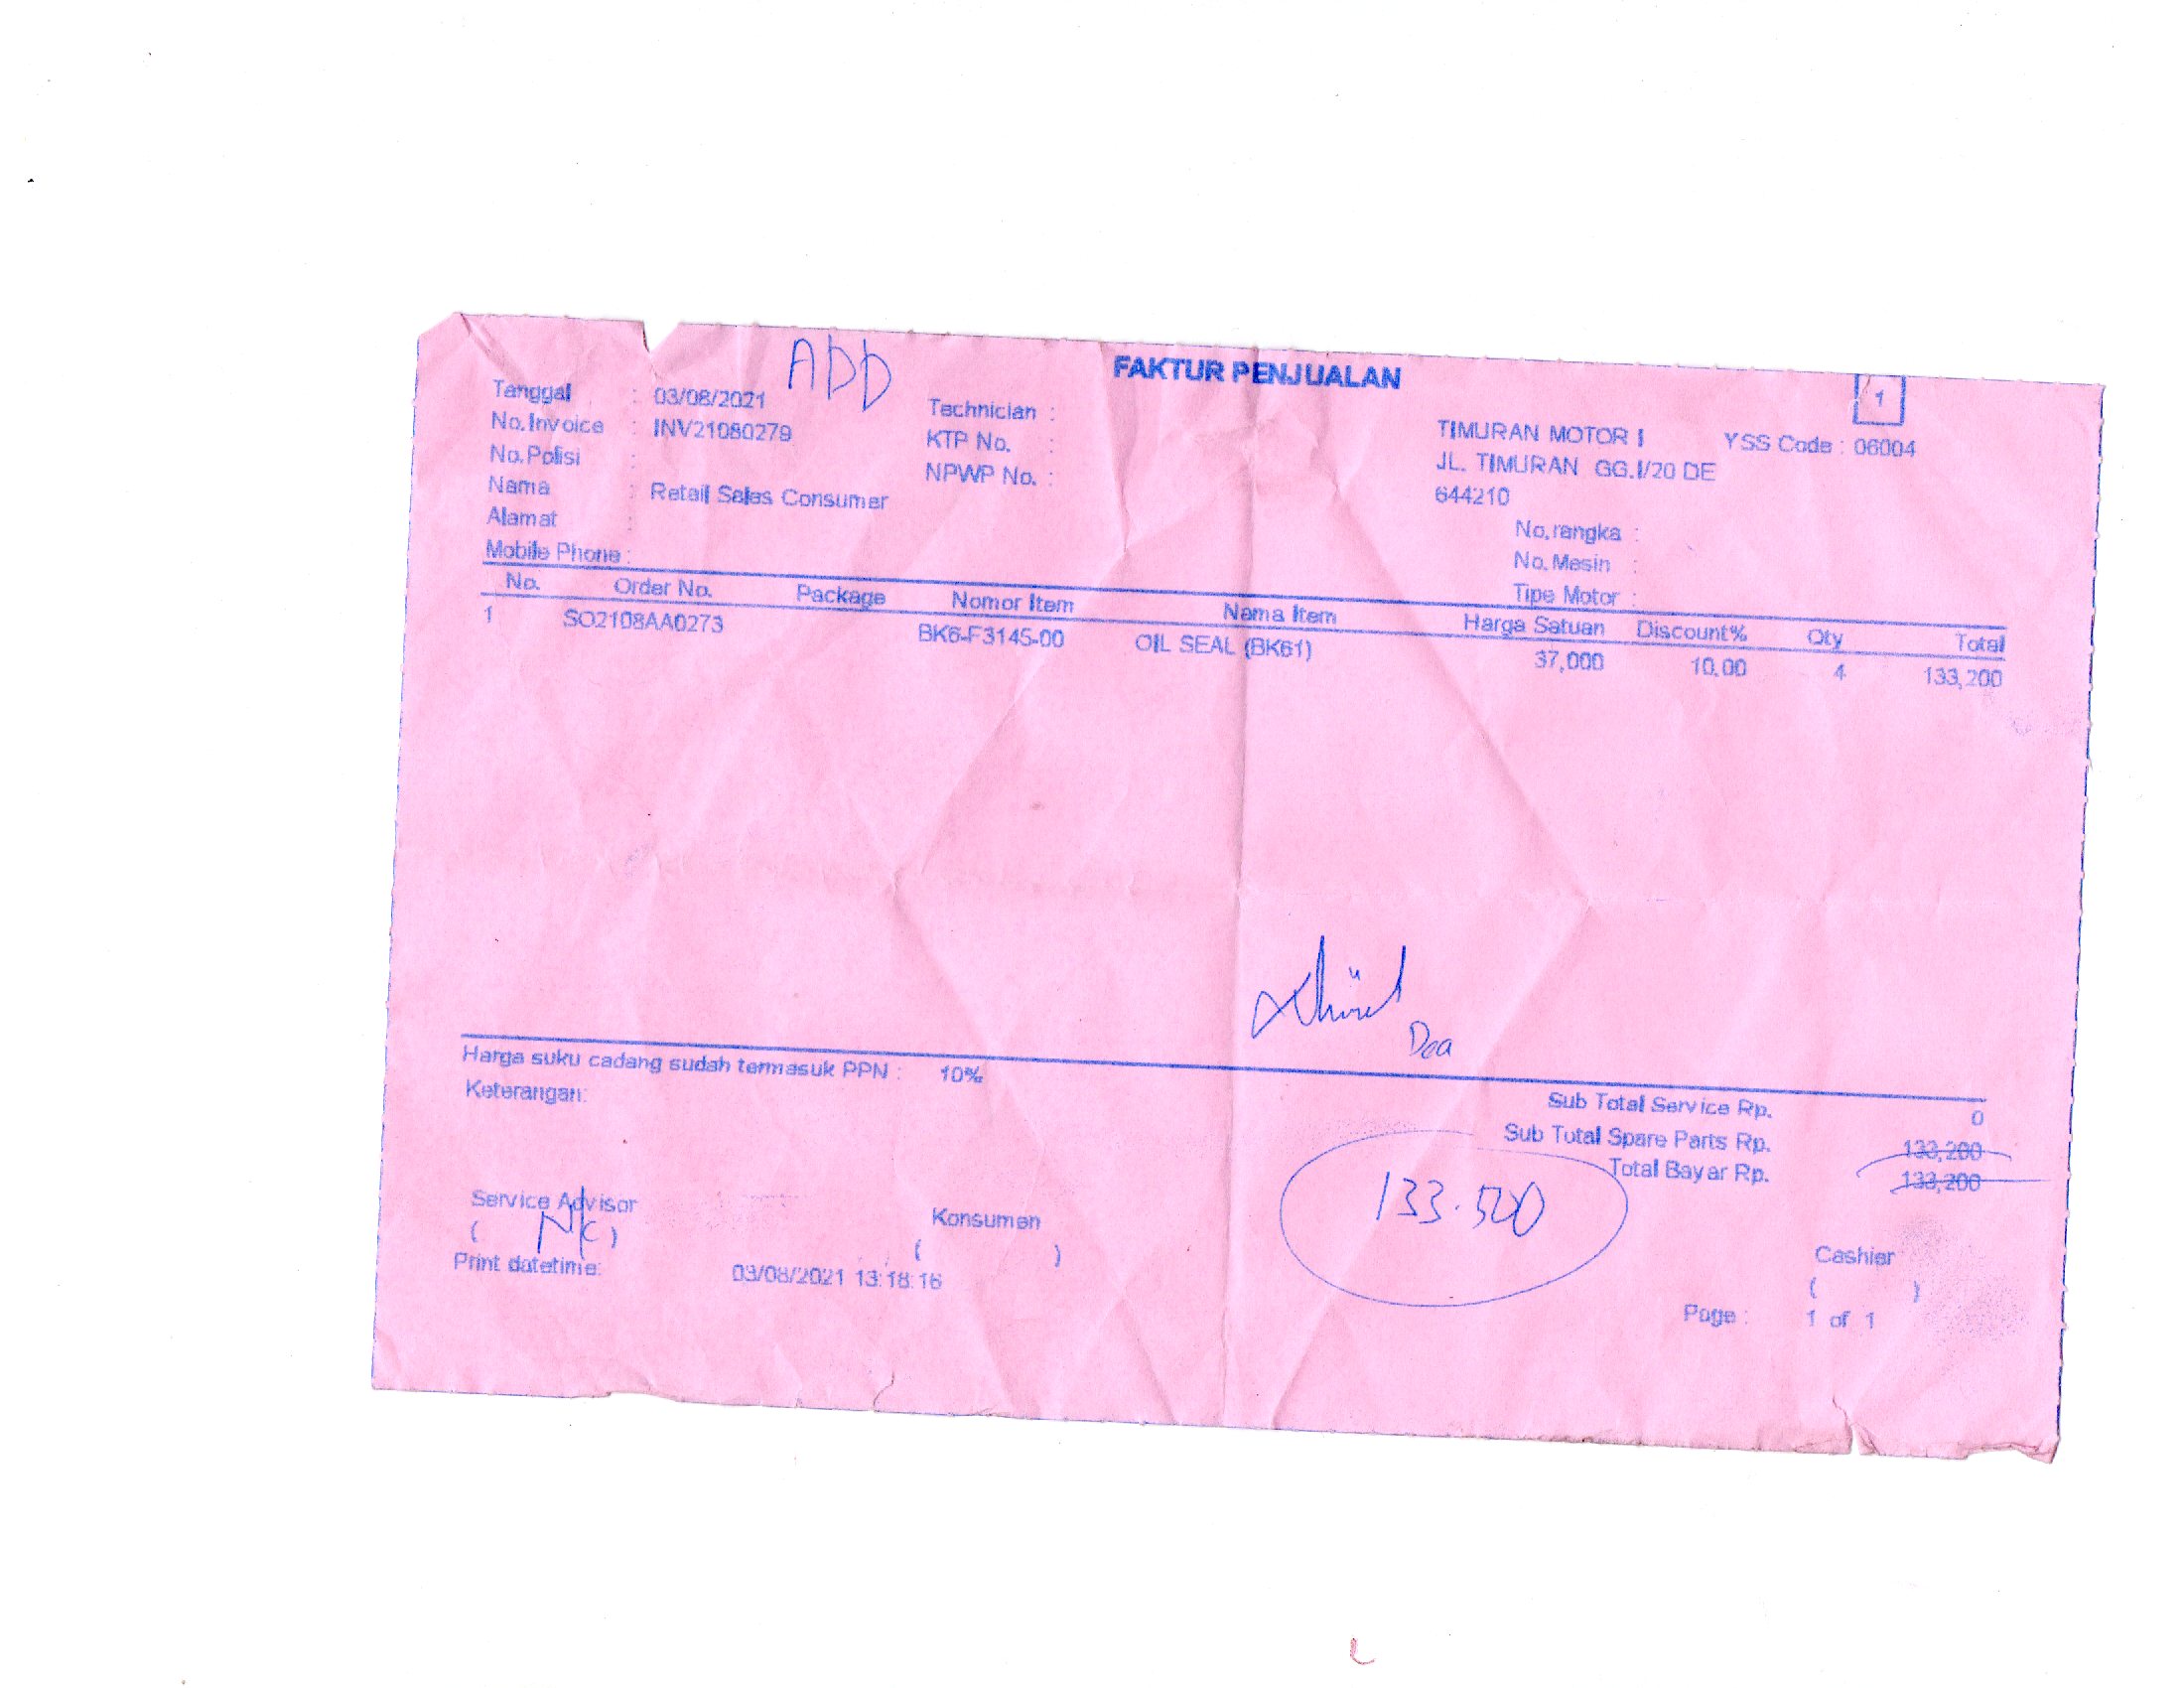 ADD
FAKTUR PENJUALAN
1
Tanggal : 03/08/2021
No.Invoice : INV21080279
No.Polisi :
Nama : Retail Sales Consumer
Alamat :
Mobile Phone :
Technician :
KTP No. :
NPWP No. :
TIMURAN MOTOR I YSS Code : 06004
JL. TIMURAN GG.I/20 DE
644210
No.rangka :
No.Mesin :
Tipe Motor :
No. Order No. Package Nomor Item Nama Item Harga Satuan Discount% Qty Total
1 SO2108AA0273 BK6-F3145-00 OIL SEAL (BK61) 37,000 10.00 4 133,200
Dea
Harga suku cadang sudah termasuk PPN : 10%
Keterangan:
Sub Total Service Rp. 0
Sub Total Spare Parts Rp. 133,200
Total Bayar Rp. 133,200
133.500
Service Advisor
( )
Konsumen
( )
Cashier
( )
Print datetime: 03/08/2021 13:18:16
Page : 1 of 1